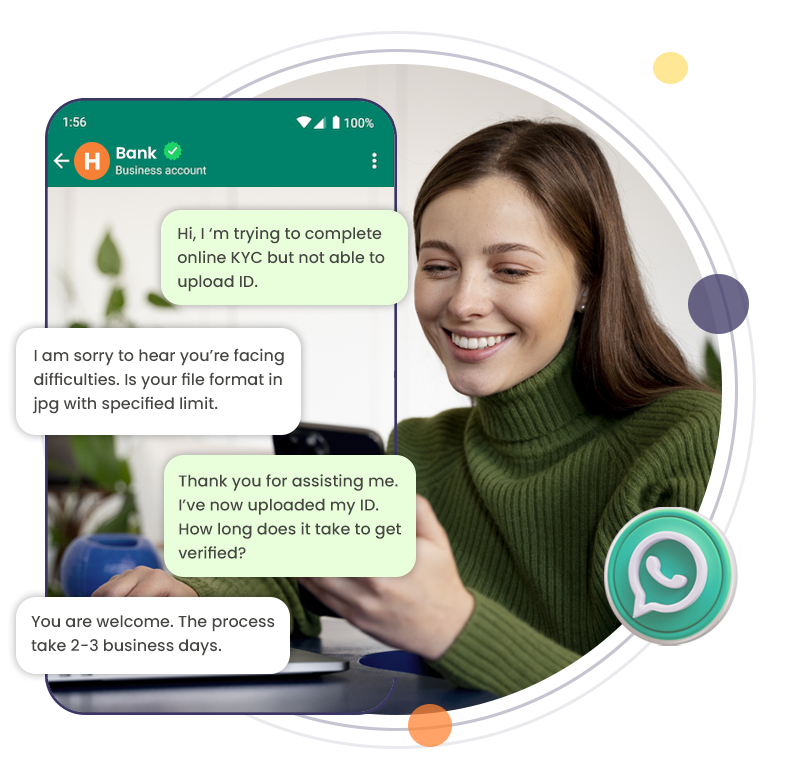 1:56
100%
H
Bank
Business account
Hi, I ‘m trying to complete
online KYC but not able to
upload ID.
I am sorry to hear you’re facing
difficulties. Is your file format in
jpg with specified limit.
Thank you for assisting me.
I’ve now uploaded my ID.
How long does it take to get
verified?
You are welcome. The process
take 2-3 business days.